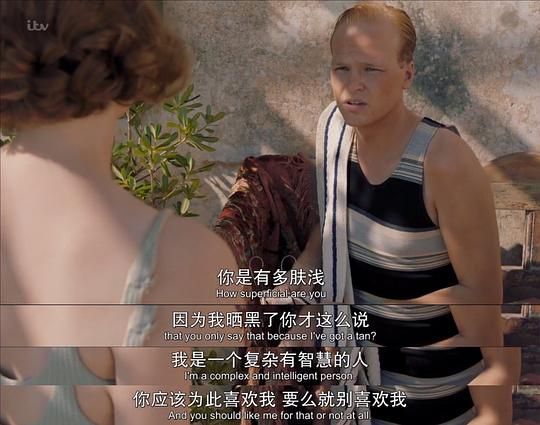 itv
你是有多肤浅
How superficial are you
因为我晒黑了你才这么说
that you only say that because I've got a tan?
我是一个复杂有智慧的人
I'm a complex and intelligent person
你应该为此喜欢我 要么就别喜欢我
And you should like me for that or not at all.